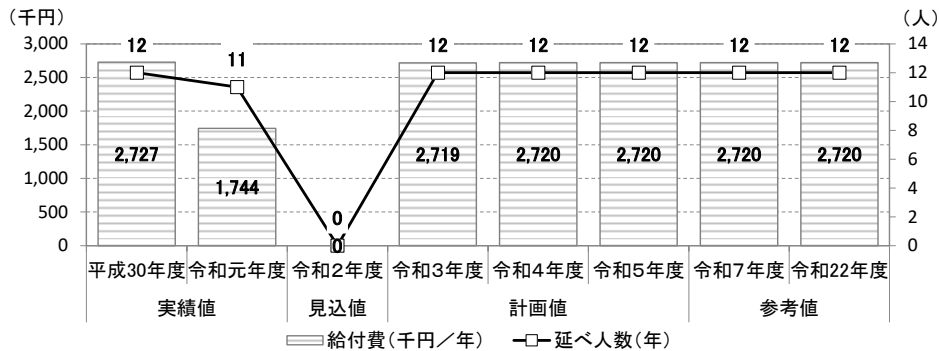 （千円）
（人）
3,000
2,500
2,000
1,500
1,000
500
0
12
11
0
12
12
12
12
12
2,727
1,744
0
2,719
2,720
2,720
2,720
2,720
14
12
10
8
6
4
2
0
平成30年度
令和元年度
令和２年度
令和３年度
令和４年度
令和５年度
令和７年度
令和22年度
実績値
見込値
計画値
参考値
給付費（千円／年）
延べ人数（年）